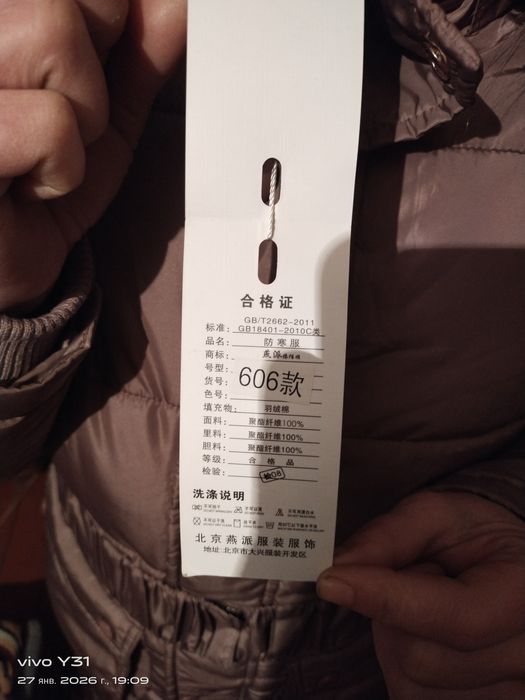 合格证
GB/T2662-2011
标准: GB18401-2010C类
品名: 防寒服
商标: 燕派
号型:
货号: 606款
色号:
填充物: 羽绒棉
面料: 聚酯纤维100%
里料: 聚酯纤维100%
胆料: 聚酯纤维100%
等级: 合格品
检验: 检08
洗涤说明
北京燕派服装服饰
地址:北京市大兴服装开发区
vivo Y31
27 янв. 2026 г., 19:09